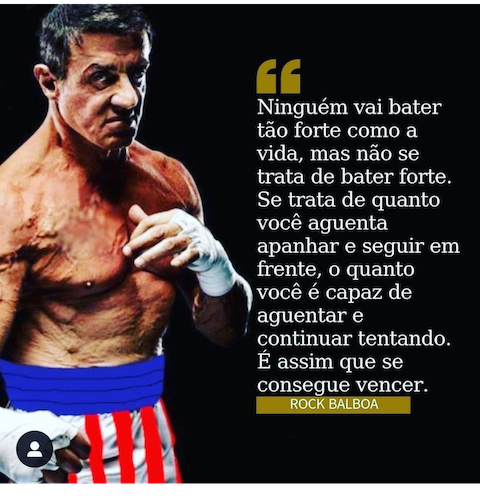 Ninguém vai bater
tão forte como a
vida, mas não se
trata de bater forte.
Se trata de quanto
você aguenta
apanhar e seguir em
frente, o quanto
você é capaz de
aguentar e
continuar tentando.
É assim que se
consegue vencer.
ROCK BALBOA